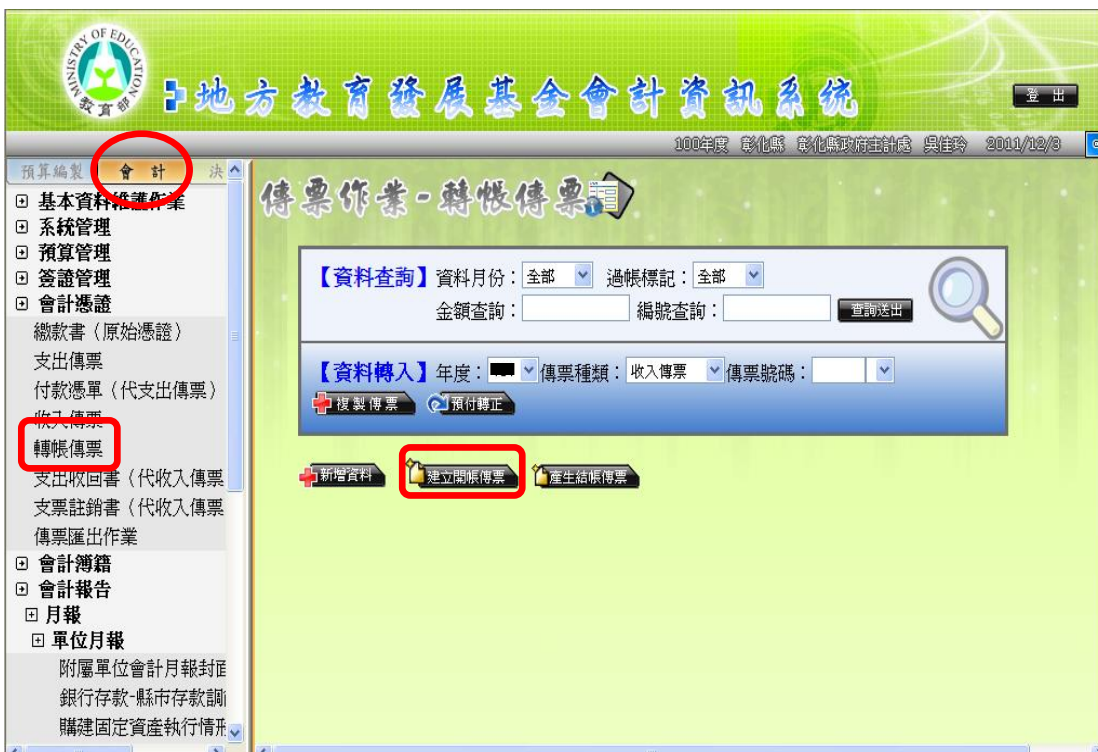 MINISTRY OF EDUCATION
教育部
地方教育發展基金會計資訊系統
登 出
100年度 彰化縣 彰化縣政府主計處 吳佳玲 2011/12/3
預算編製 會 計 決
基本資料維護作業
系統管理
預算管理
簽證管理
會計憑證
繳款書（原始憑證）
支出傳票
付款憑單（代支出傳票）
收入傳票
轉帳傳票
支出收回書（代收入傳票
支票註銷書（代收入傳票
傳票匯出作業
會計簿籍
會計報告
月報
單位月報
附屬單位會計月報封面
銀行存款-縣市存款調
購建固定資產執行情形
傳票作業-轉帳傳票
【資料查詢】資料月份：全部 過帳標記：全部
金額查詢： 編號查詢： 查詢送出
【資料轉入】年度： 傳票種類：收入傳票 傳票號碼：
複製傳票 預付轉正
新增資料 建立開帳傳票 產生結帳傳票